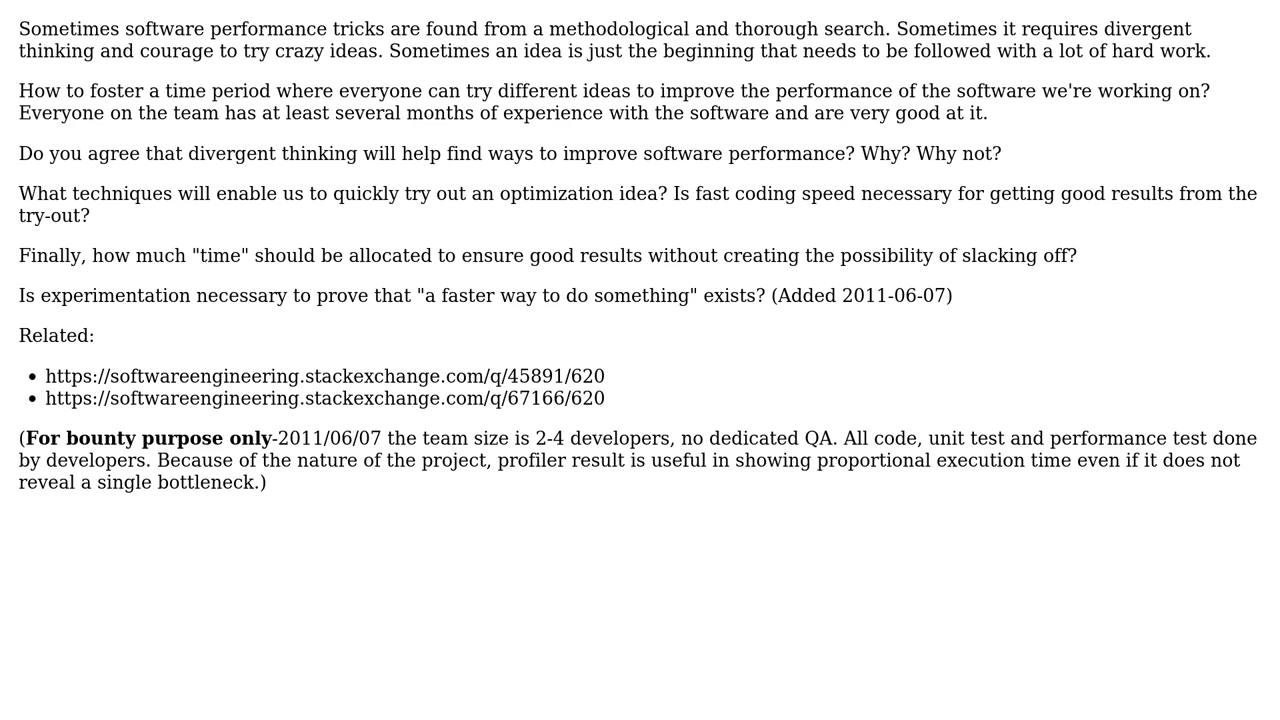 Sometimes software performance tricks are found from a methodological and thorough search. Sometimes it requires divergent
thinking and courage to try crazy ideas. Sometimes an idea is just the beginning that needs to be followed with a lot of hard work.
How to foster a time period where everyone can try different ideas to improve the performance of the software we're working on?
Everyone on the team has at least several months of experience with the software and are very good at it.
Do you agree that divergent thinking will help find ways to improve software performance? Why? Why not?
What techniques will enable us to quickly try out an optimization idea? Is fast coding speed necessary for getting good results from the
try-out?
Finally, how much "time" should be allocated to ensure good results without creating the possibility of slacking off?
Is experimentation necessary to prove that "a faster way to do something" exists? (Added 2011-06-07)
Related:
• https://softwareengineering.stackexchange.com/q/45891/620
• https://softwareengineering.stackexchange.com/q/67166/620
(For bounty purpose only-2011/06/07 the team size is 2-4 developers, no dedicated QA. All code, unit test and performance test done
by developers. Because of the nature of the project, profiler result is useful in showing proportional execution time even if it does not
reveal a single bottleneck.)